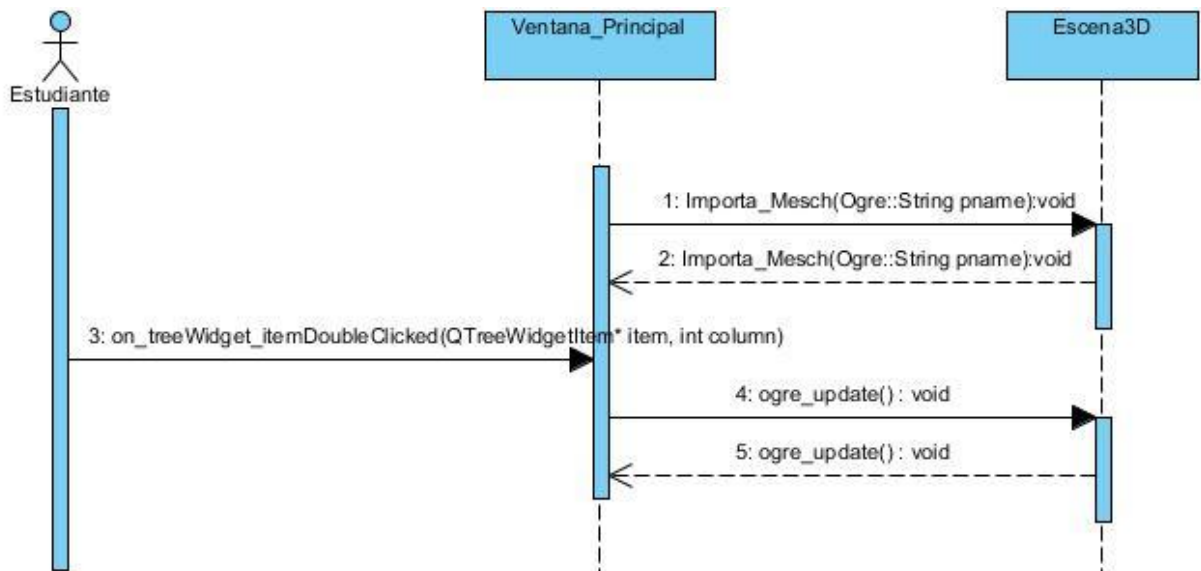 Estudiante
Ventana_Principal
Escena3D
1: Importa_Mesch(Ogre::String pname):void
2: Importa_Mesch(Ogre::String pname):void
3: on_treeWidget_itemDoubleClicked(QTreeWidgetItem* item, int column)
4: ogre_update() : void
5: ogre_update() : void